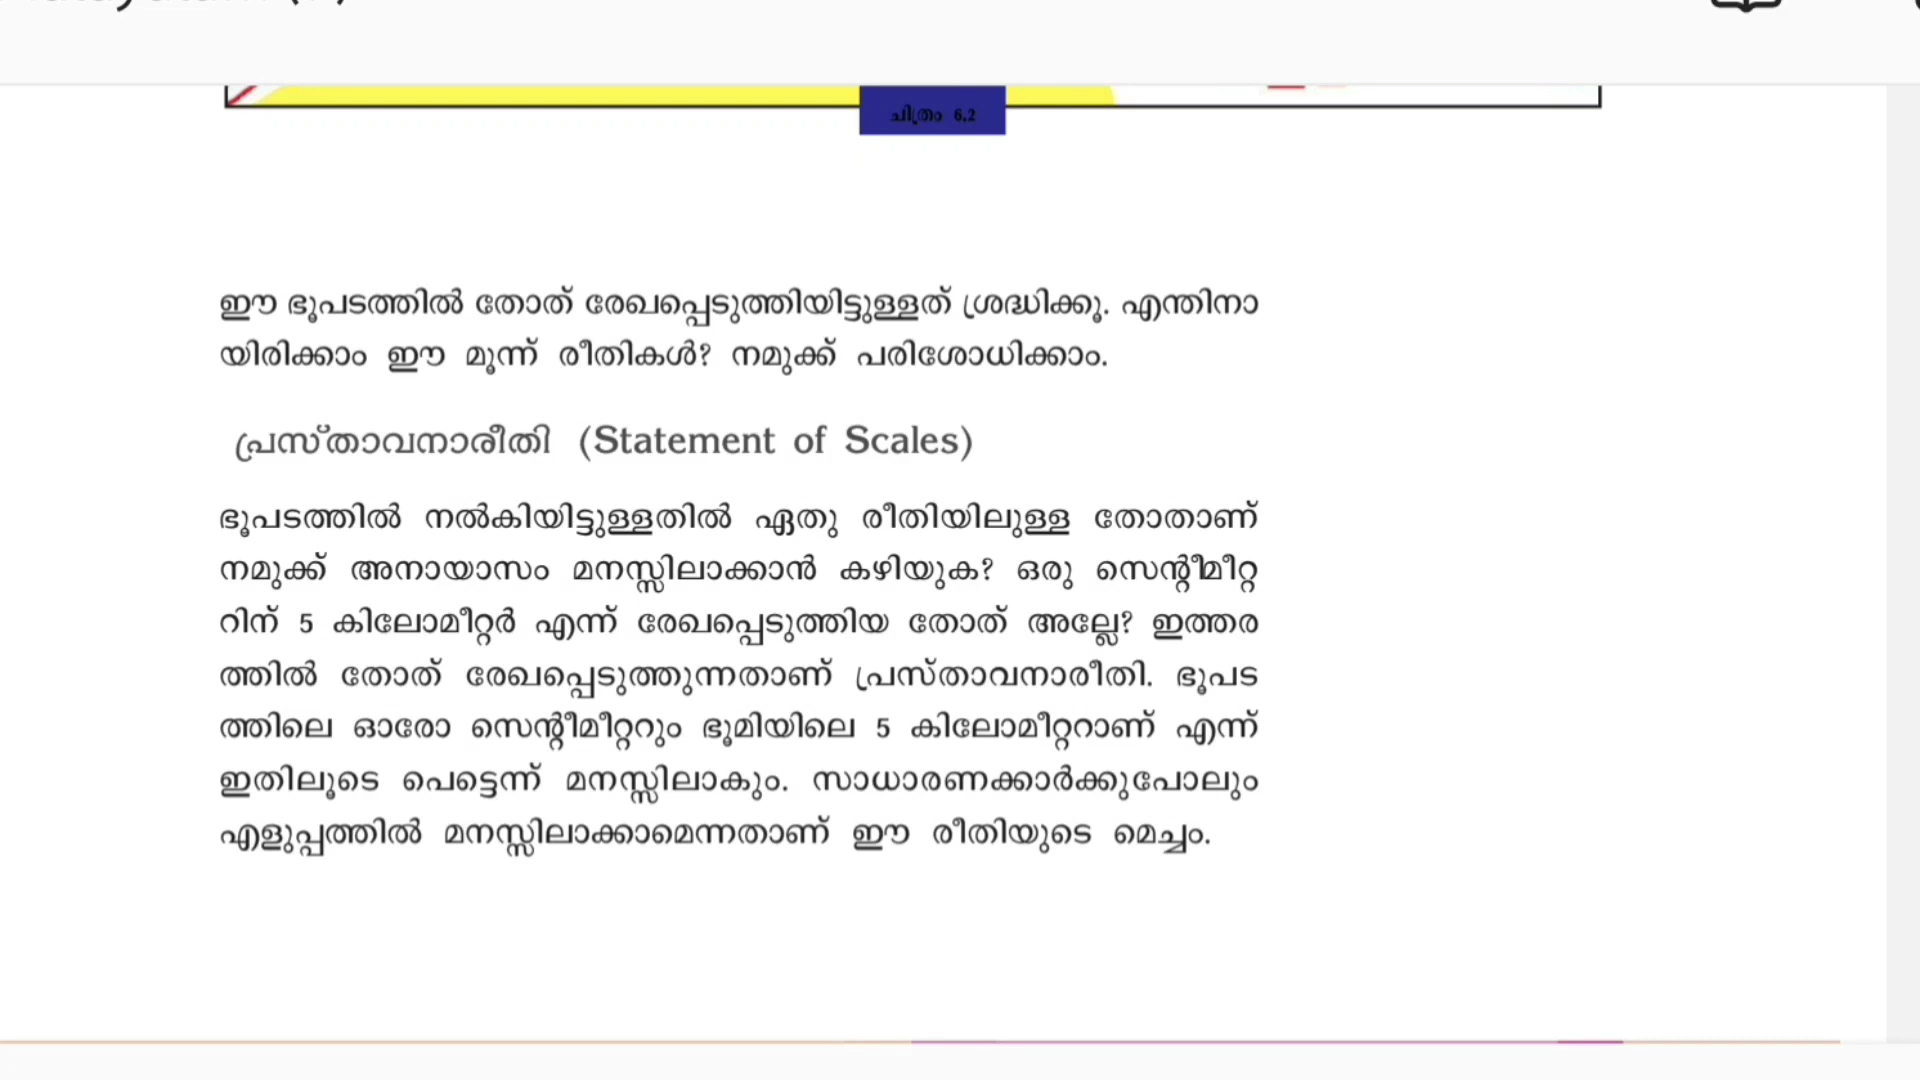 ചിത്രം 6.2
ഈ ഭൂപടത്തിൽ തോത് രേഖപ്പെടുത്തിയിട്ടുള്ളത് ശ്രദ്ധിക്കൂ. എന്തിനാ
യിരിക്കാം ഈ മൂന്ന് രീതികൾ? നമുക്ക് പരിശോധിക്കാം.
പ്രസ്താവനാരീതി (Statement of Scales)
ഭൂപടത്തിൽ നൽകിയിട്ടുള്ളതിൽ ഏതു രീതിയിലുള്ള തോതാണ്
നമുക്ക് അനായാസം മനസ്സിലാക്കാൻ കഴിയുക? ഒരു സെന്റീമീറ്റ
റിന് 5 കിലോമീറ്റർ എന്ന് രേഖപ്പെടുത്തിയ തോത് അല്ലേ? ഇത്തര
ത്തിൽ തോത് രേഖപ്പെടുത്തുന്നതാണ് പ്രസ്താവനാരീതി. ഭൂപട
ത്തിലെ ഓരോ സെന്റീമീറ്ററും ഭൂമിയിലെ 5 കിലോമീറ്ററാണ് എന്ന്
ഇതിലൂടെ പെട്ടെന്ന് മനസ്സിലാകും. സാധാരണക്കാർക്കുപോലും
എളുപ്പത്തിൽ മനസ്സിലാക്കാമെന്നതാണ് ഈ രീതിയുടെ മെച്ചം.